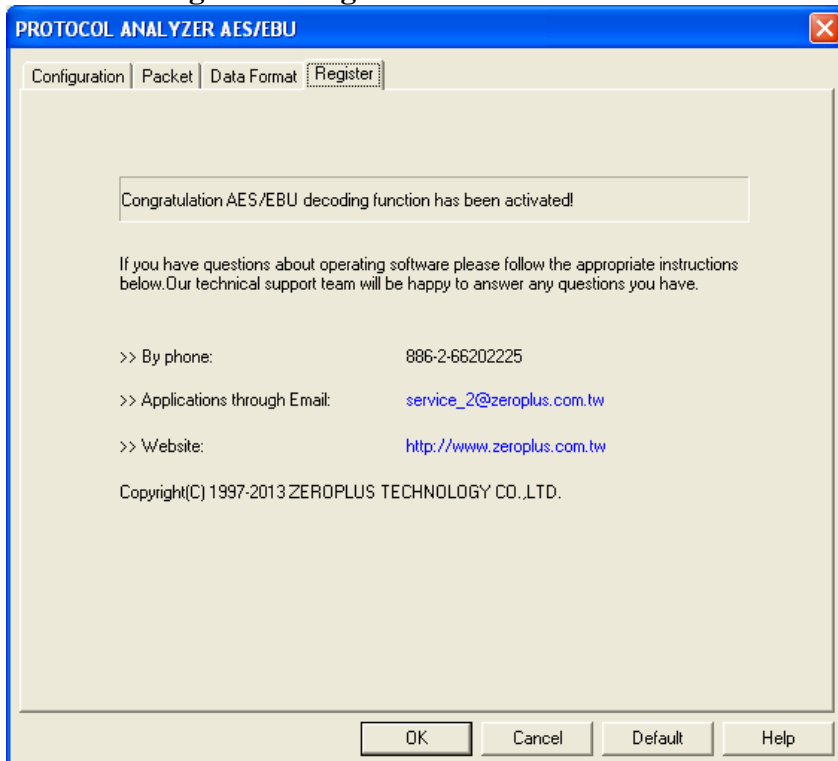 PROTOCOL ANALYZER AES/EBU
Configuration Packet Data Format Register
Congratulation AES/EBU decoding function has been activated!
If you have questions about operating software please follow the appropriate instructions
below.Our technical support team will be happy to answer any questions you have.
>> By phone: 886-2-66202225
>> Applications through Email: service_2@zeroplus.com.tw
>> Website: http://www.zeroplus.com.tw
Copyright(C) 1997-2013 ZEROPLUS TECHNOLOGY CO.,LTD.
OK Cancel Default Help